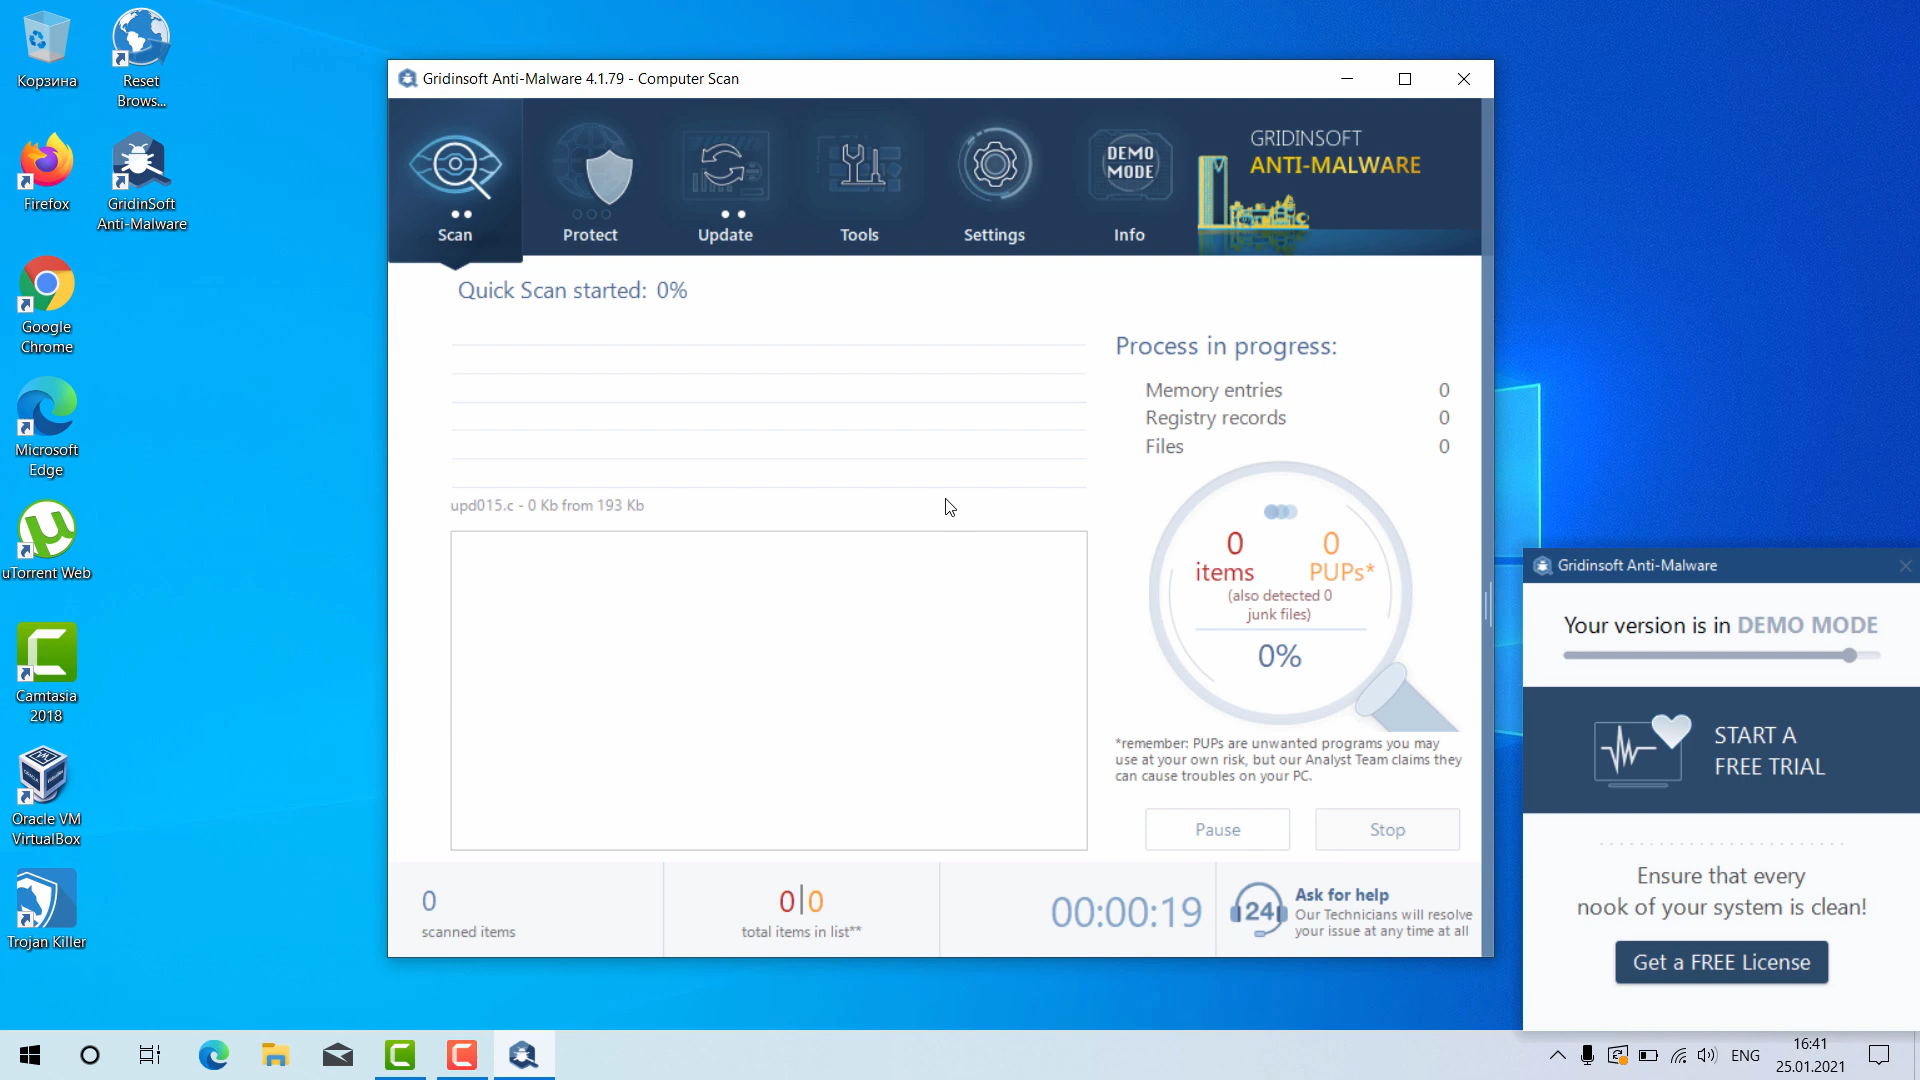 Корзина
Reset
Brows...
Firefox
GridinSoft
Anti-Malware
Google
Chrome
Microsoft
Edge
uTorrent Web
Camtasia
2018
Oracle VM
VirtualBox
Trojan Killer
Gridinsoft Anti-Malware 4.1.79 - Computer Scan
Scan
Protect
Update
Tools
Settings
DEMO
MODE
Info
GRIDINSOFT
ANTI-MALWARE
Quick Scan started: 0%
upd015.c - 0 Kb from 193 Kb
Process in progress:
Memory entries 0
Registry records 0
Files 0
0 items
0 PUPs*
(also detected 0
junk files)
0%
*remember: PUPs are unwanted programs you may
use at your own risk, but our Analyst Team claims they
can cause troubles on your PC.
Pause
Stop
0
scanned items
0|0
total items in list**
00:00:19
24
Ask for help
Our Technicians will resolve
your issue at any time at all
Gridinsoft Anti-Malware
Your version is in DEMO MODE
START A
FREE TRIAL
Ensure that every
nook of your system is clean!
Get a FREE License
ENG
16:41
25.01.2021